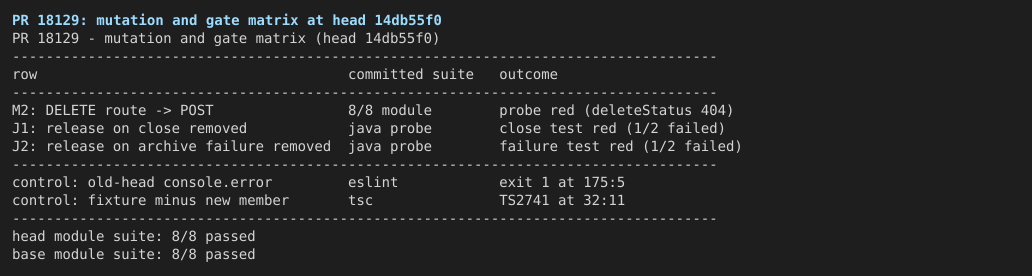 PR 18129: mutation and gate matrix at head 14db55f0
PR 18129 - mutation and gate matrix (head 14db55f0)
------------------------------------------------------------------------------------
row                                     committed suite   outcome
------------------------------------------------------------------------------------
M2: DELETE route -> POST                8/8 module        probe red (deleteStatus 404)
J1: release on close removed            java probe        close test red (1/2 failed)
J2: release on archive failure removed  java probe        failure test red (1/2 failed)
------------------------------------------------------------------------------------
control: old-head console.error         eslint            exit 1 at 175:5
control: fixture minus new member       tsc               TS2741 at 32:11
------------------------------------------------------------------------------------
head module suite: 8/8 passed
base module suite: 8/8 passed